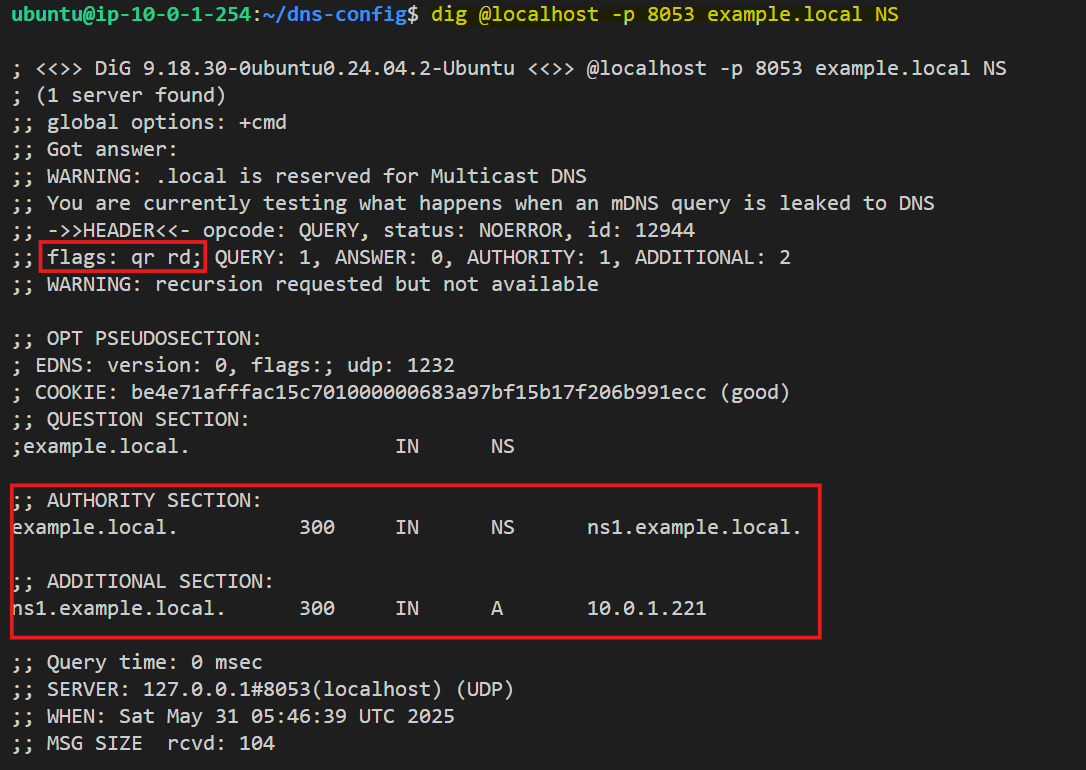 ubuntu@ip-10-0-1-254:~/dns-config$ dig @localhost -p 8053 example.local NS
; <<>> DiG 9.18.30-0ubuntu0.24.04.2-Ubuntu <<>> @localhost -p 8053 example.local NS
; (1 server found)
;; global options: +cmd
;; Got answer:
;; WARNING: .local is reserved for Multicast DNS
;; You are currently testing what happens when an mDNS query is leaked to DNS
;; ->>HEADER<<- opcode: QUERY, status: NOERROR, id: 12944
;; flags: qr rd; QUERY: 1, ANSWER: 0, AUTHORITY: 1, ADDITIONAL: 2
;; WARNING: recursion requested but not available
;; OPT PSEUDOSECTION:
; EDNS: version: 0, flags:; udp: 1232
; COOKIE: be4e71afffac15c701000000683a97bf15b17f206b991ecc (good)
;; QUESTION SECTION:
;example.local. IN NS
;; AUTHORITY SECTION:
example.local. 300 IN NS ns1.example.local.
;; ADDITIONAL SECTION:
ns1.example.local. 300 IN A 10.0.1.221
;; Query time: 0 msec
;; SERVER: 127.0.0.1#8053(localhost) (UDP)
;; WHEN: Sat May 31 05:46:39 UTC 2025
;; MSG SIZE rcvd: 104